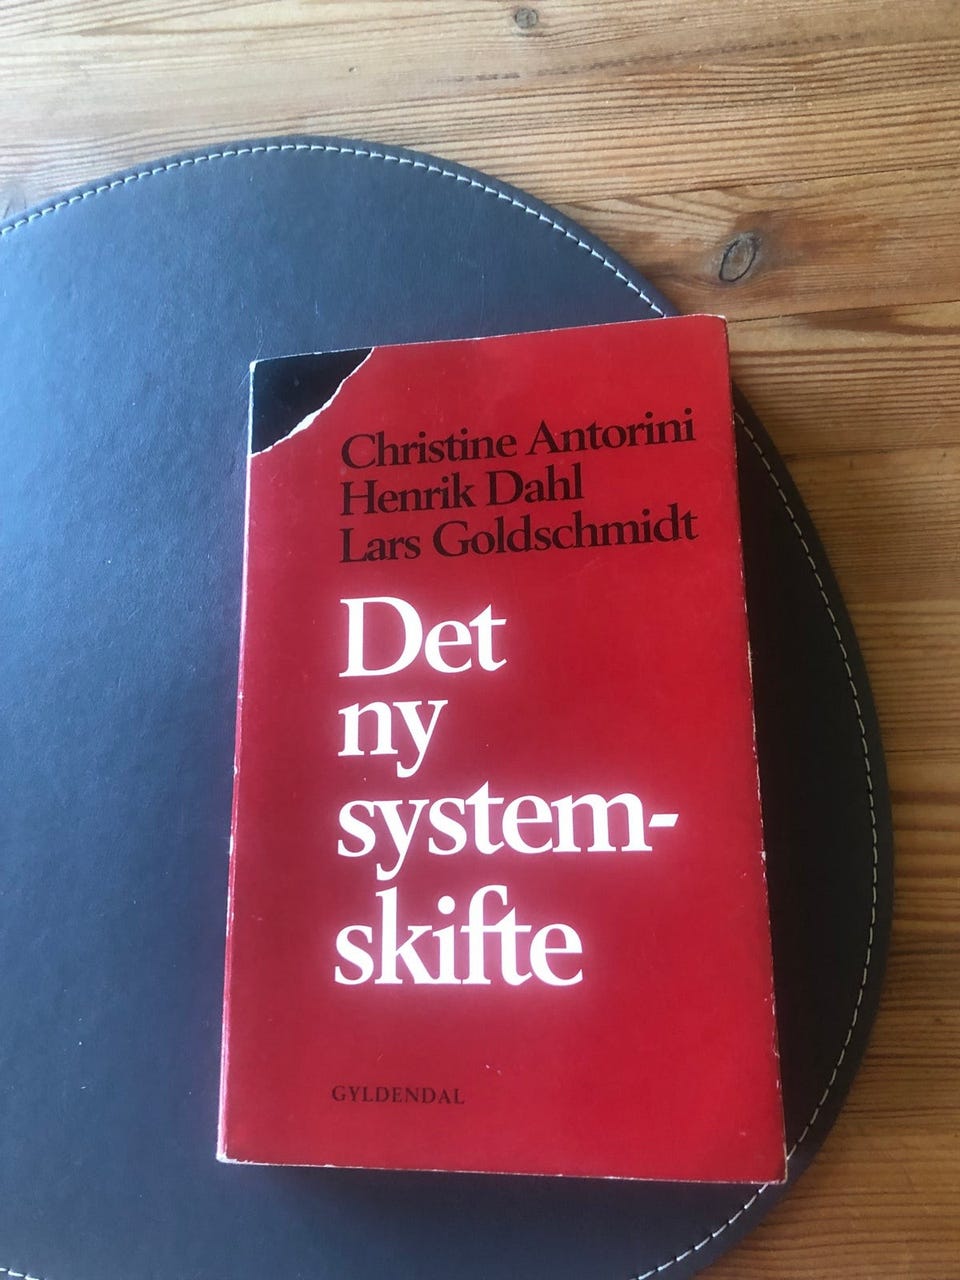 Christine Antorini
Henrik Dahl
Lars Goldschmidt
Det
ny
system-
skifte
GYLDENDAL